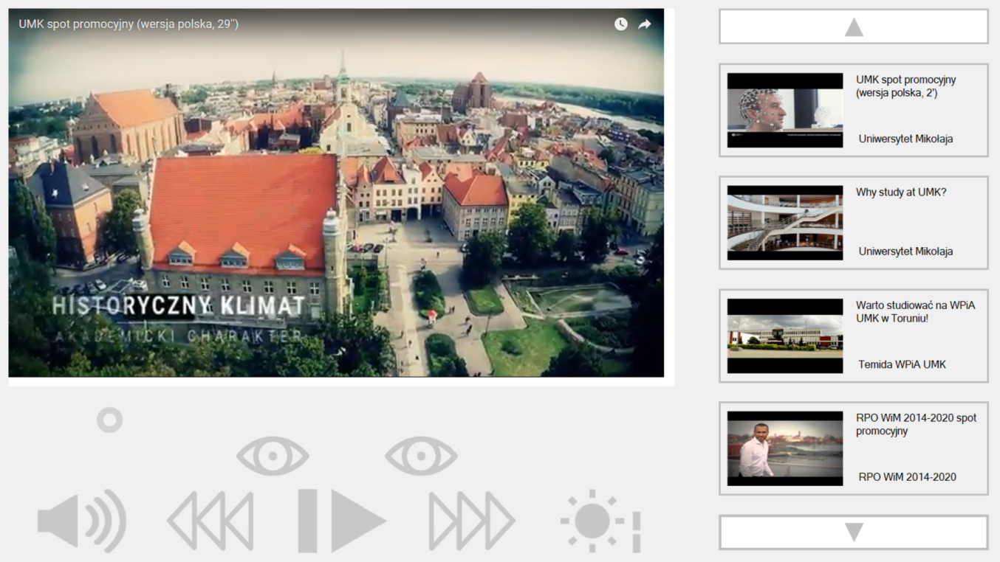 UMK spot promocyjny (wersja polska, 29")
HISTORYCZNY KLIMAT
AKADEMICKI CHARAKTER
UMK spot promocyjny
(wersja polska, 2')
Uniwersytet Mikołaja
Why study at UMK?
Uniwersytet Mikołaja
Warto studiować na WPiA
UMK w Toruniu!
Temida WPiA UMK
RPO WiM 2014-2020 spot
promocyjny
RPO WiM 2014-2020